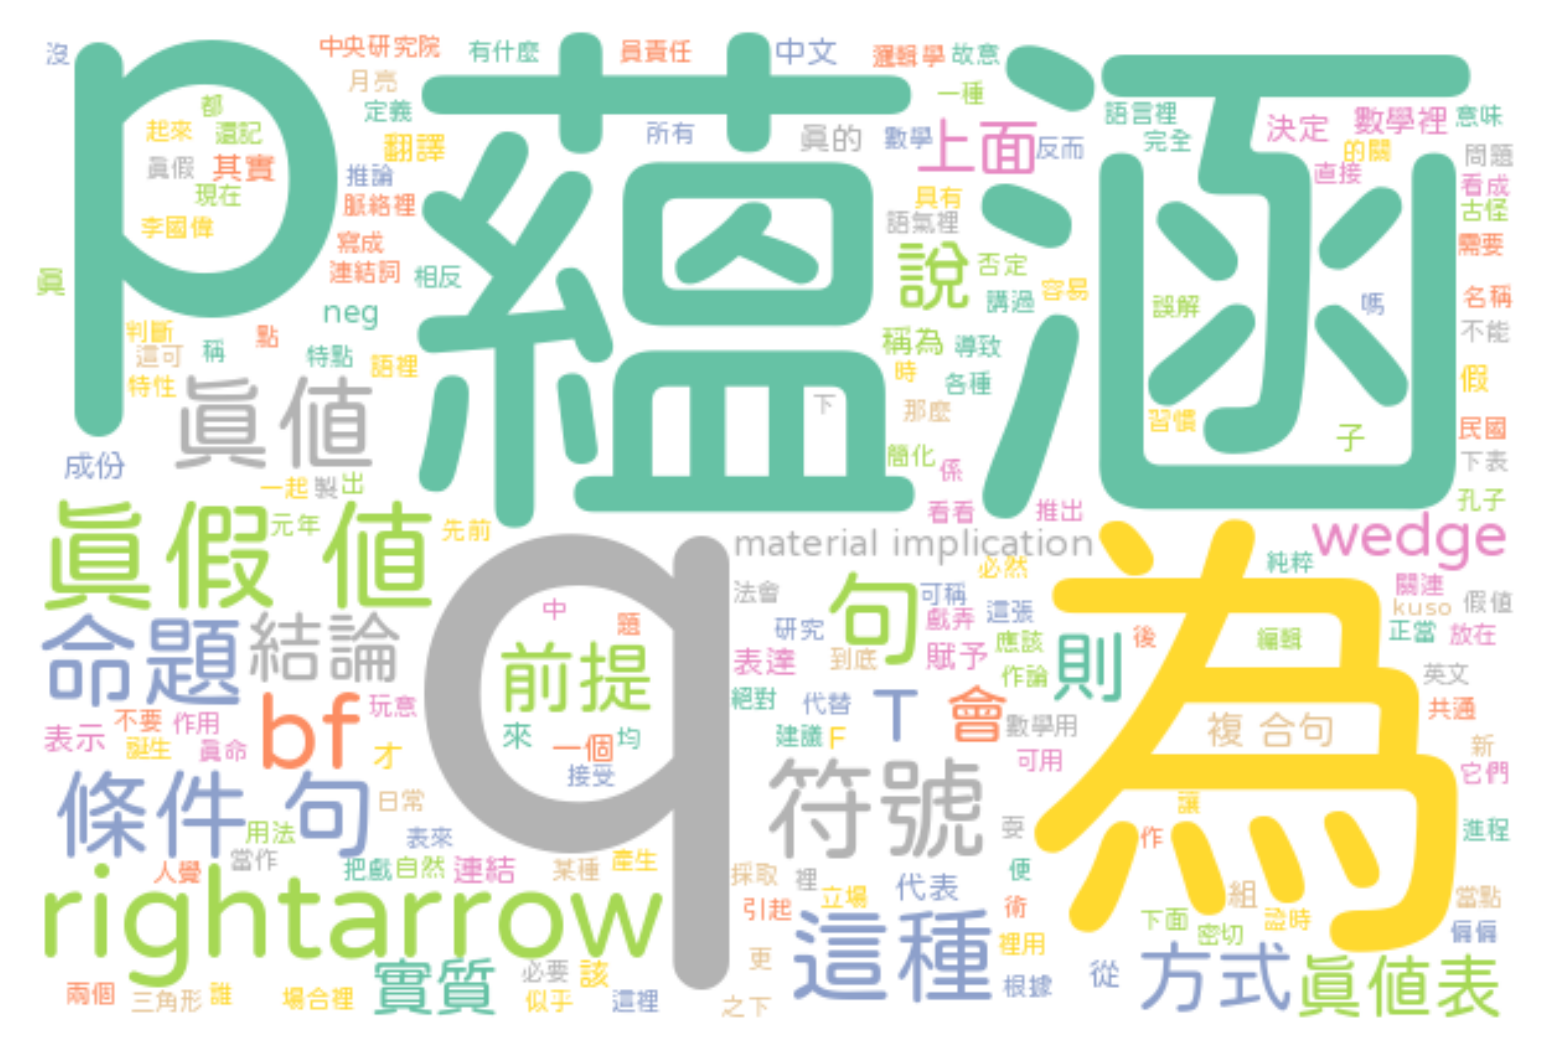 沒
中央研究院
有什麼
員責任
中文
邏輯學
故意
月亮
一種
定義
p
蘊涵
都
起來
還記
翻譯
所有
眞的
數學
上面
反而
語言裡
完全
決定
數學裡
意味
的關
問題
眞假
其實
推論
直接
看成
現在
脈絡裡
具有
古怪
李國偉
語氣裡
寫成
說
需要
連結詞
相反
否定
眞
講過
容易
誤解
嗎
名稱
neg
判斷
點
稱為
導致
不能
這可
稱
特點
語裡
時
各種
假
特性
眞值
下
那麼
習慣
民國
子
成份
簡化
係
下表
一起
製
出
孔子
眞假 值
元年
先前
看看
推出
material implication
wedge
必然
純粹
q
為
命題
結論
中
題
法會
句
可稱
戲弄
這張
關連
kuso
假值
研究
應該
後
編輯
正當
放在
前提
表達
到底
賦予
作論
則
英文
bf
玩意
絕對
代替
T
會
共通
表示
不要
作用
來
一個
均
建議
F
數學用
複 合句
新
誕生
眞命
才
接受
可用
它們
條件 句
日常
符號
讓
用法
表來
耍
作
進程
當作
人覺
把戲
自然
連結
某種
產生
採取
裡
便
rightarrow
立場
代表
組
當點
引起
這種
術
下面
證時
密切
偏偏
裡用
實質
必要
該
更
從
方式
眞值表
兩個
三角形
誰
場合裡
似乎
這裡
之下
根據